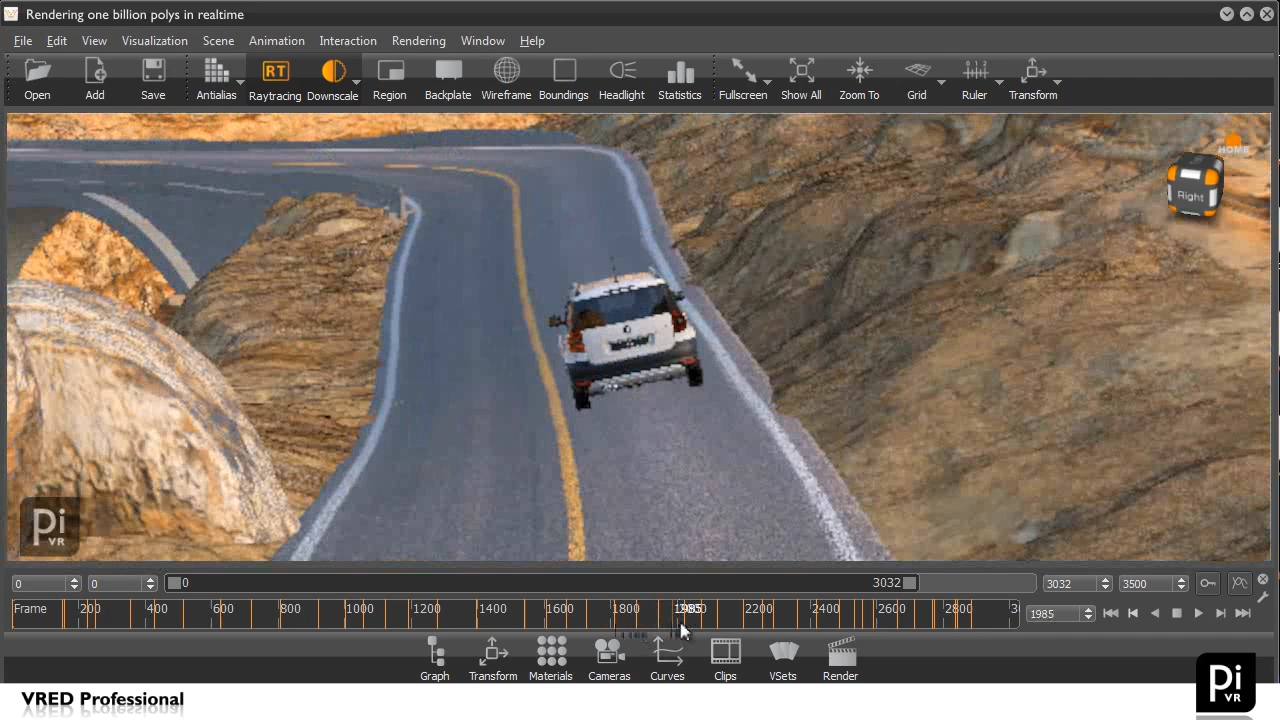 Rendering one billion polys in realtime
File Edit View Visualization Scene Animation Interaction Rendering Window Help
RT
Open Add Save Antialias Raytracing Downscale Region Backplate Wireframe Boundings Headlight Statistics Fullscreen Show All Zoom To Grid Ruler Transform
HOME
Right
Pi
VR
0 0 0 3032 3032 3500
Frame 200 400 600 800 1000 1200 1400 1600 1800 1985 2200 2400 2600 2800 1985
Graph Transform Materials Cameras Curves Clips VSets Render
VRED Professional
Pi
VR